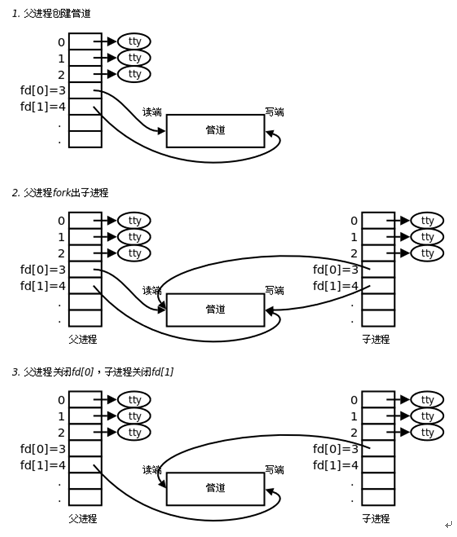 1. 父进程创建管道
0 tty
1 tty
2 tty
fd[0]=3
fd[1]=4
.
.
读端 写端
管道
2. 父进程fork出子进程
0 tty 0 tty
1 tty 1 tty
2 tty 2 tty
fd[0]=3 fd[0]=3
fd[1]=4 读端 写端 fd[1]=4
. 管道 .
. .
父进程 子进程
3. 父进程关闭fd[0]，子进程关闭fd[1]
0 tty 0 tty
1 tty 1 tty
2 tty 2 tty
fd[0]=3 fd[0]=3
fd[1]=4 读端 写端 fd[1]=4
. 管道 .
. .
父进程 子进程